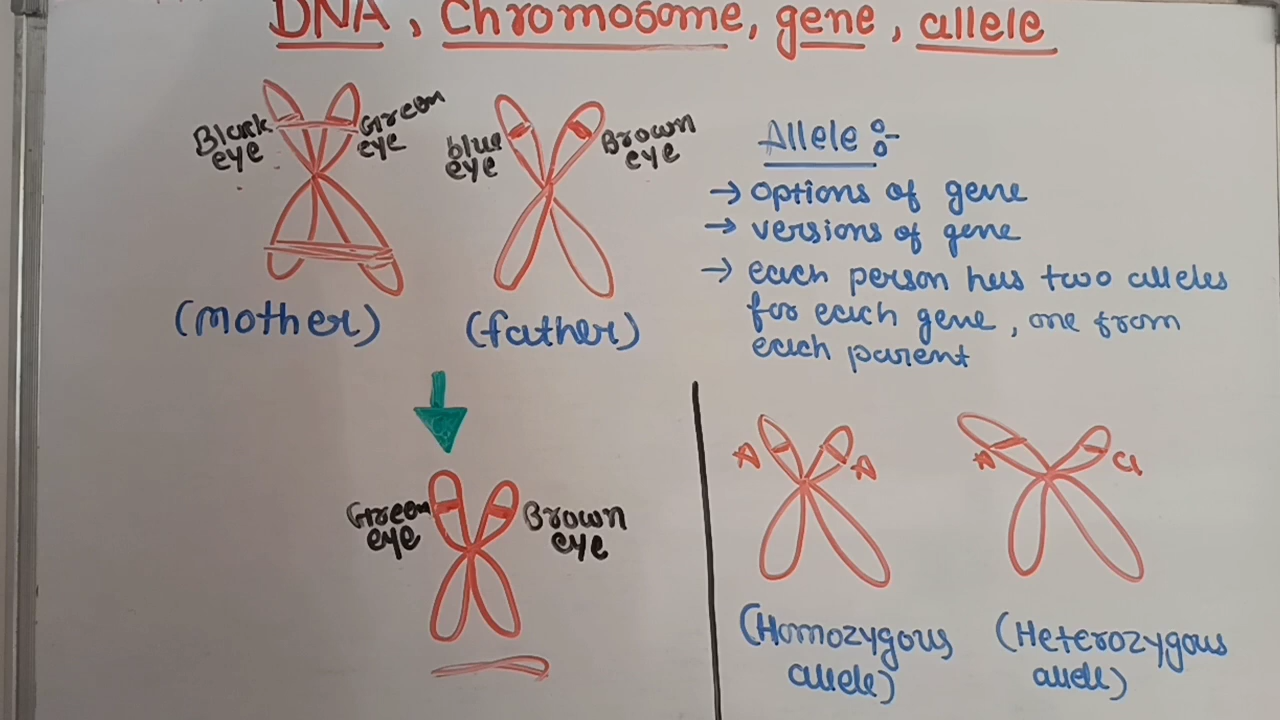 DNA, Chromosome, gene, allele
Black
eye
Green
eye
blue
eye
Brown
eye
(mother)
(father)
Allele :-
→ options of gene
→ versions of gene
→ each person has two alleles
for each gene, one from
each parent
Green
eye
Brown
eye
A
A
A
a
(Homozygous
allele)
(Heterozygous
allele)